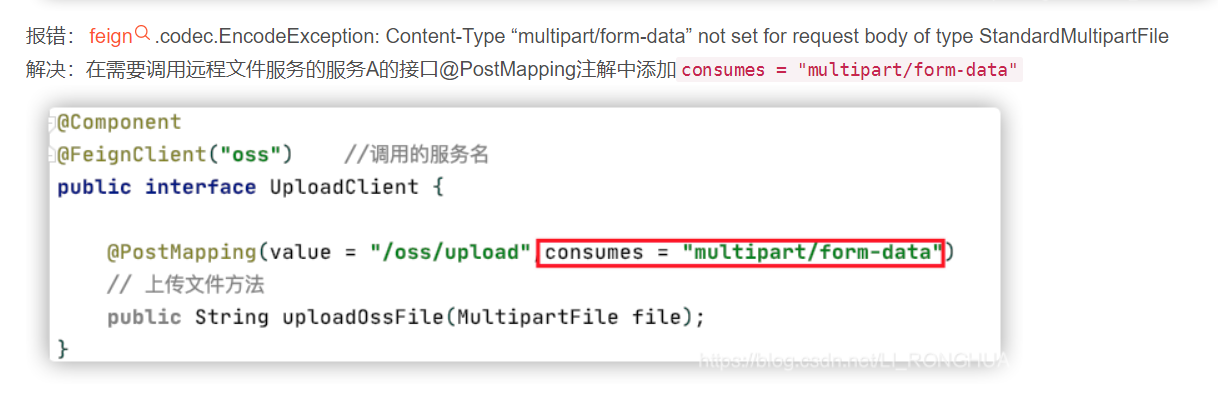 报错：feign.codec.EncodeException: Content-Type “multipart/form-data” not set for request body of type StandardMultipartFile
解决：在需要调用远程文件服务的服务A的接口@PostMapping注解中添加 consumes = "multipart/form-data"
@Component
@FeignClient("oss")    //调用的服务名
public interface UploadClient {
@PostMapping(value = "/oss/upload",consumes = "multipart/form-data")
// 上传文件方法
public String uploadOssFile(MultipartFile file);
}
https://blog.csdn.net/LI_RONGHUA